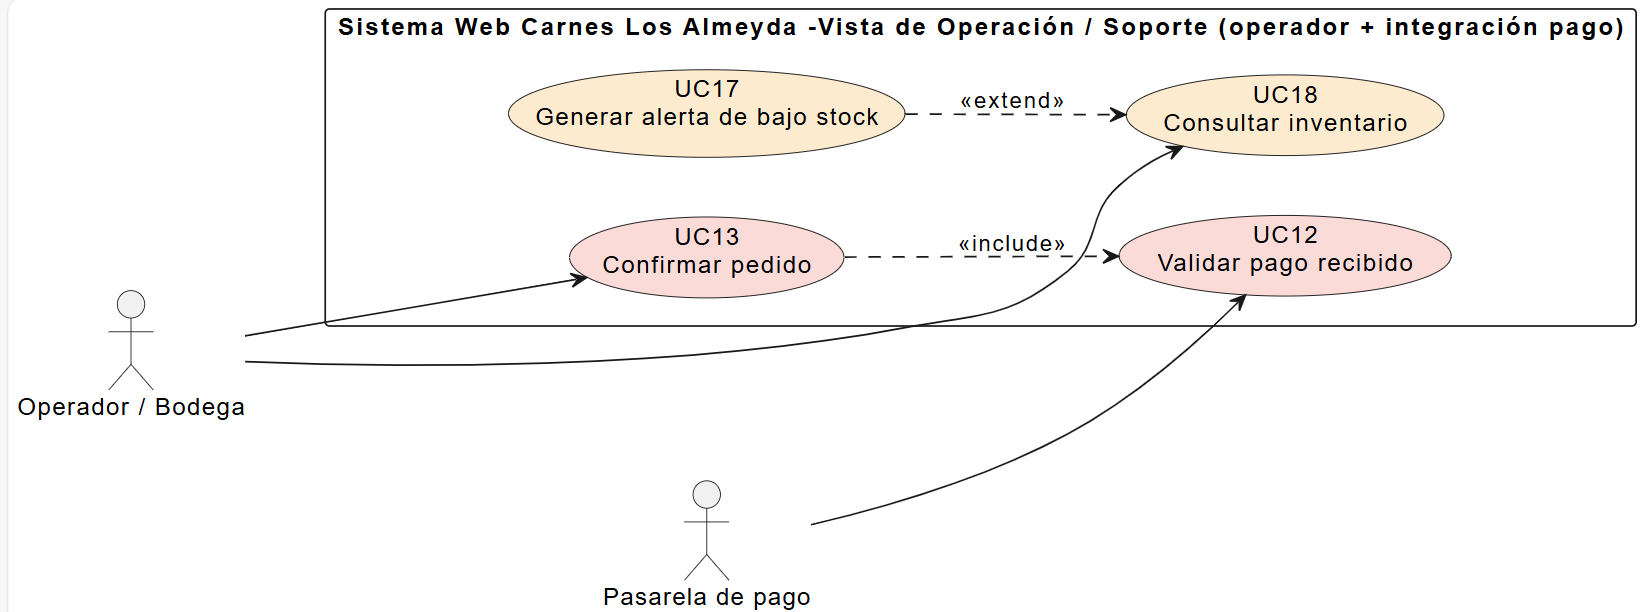 Sistema Web Carnes Los Almeyda -Vista de Operación / Soporte (operador + integración pago)
UC17
Generar alerta de bajo stock
«extend»
UC18
Consultar inventario
UC13
Confirmar pedido
«include»
UC12
Validar pago recibido
Operador / Bodega
Pasarela de pago